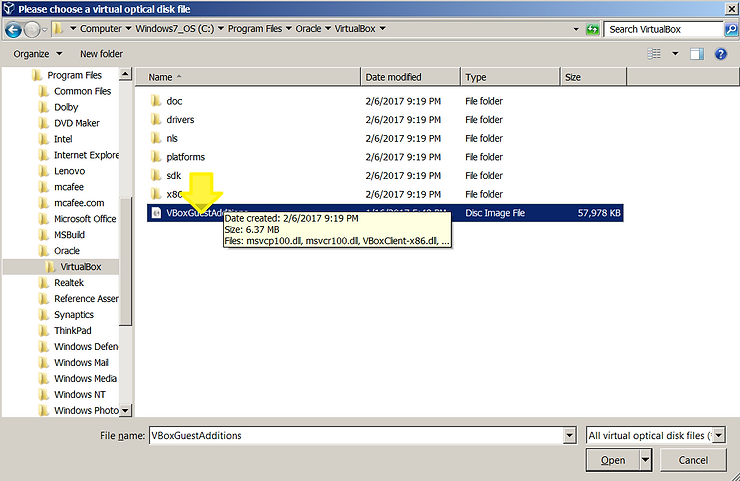 Please choose a virtual optical disk file
Computer Windows7_OS (C:) Program Files Oracle VirtualBox
Search VirtualBox
Organize New folder
Program Files
Common Files
Dolby
DVD Maker
Intel
Internet Explore
Lenovo
mcafee
mcafee.com
Microsoft Office
MSBuild
Oracle
VirtualBox
Realtek
Reference Asser
Synaptics
ThinkPad
Windows Defen
Windows Mail
Windows Media
Windows NT
Windows Photo
Name Date modified Type Size
doc 2/6/2017 9:19 PM File folder
drivers 2/6/2017 9:19 PM File folder
nls 2/6/2017 9:19 PM File folder
platforms 2/6/2017 9:19 PM File folder
sdk 2/6/2017 9:19 PM File folder
2/6/2017 9:19 PM File folder
VBoxGuestAdditions Disc Image File 57,978 KB
Date created: 2/6/2017 9:19 PM
Size: 6.37 MB
Files: msvcp100.dll, msvcr100.dll, VBoxClient-x86.dll, ...
File name: VBoxGuestAdditions All virtual optical disk files (
Open Cancel